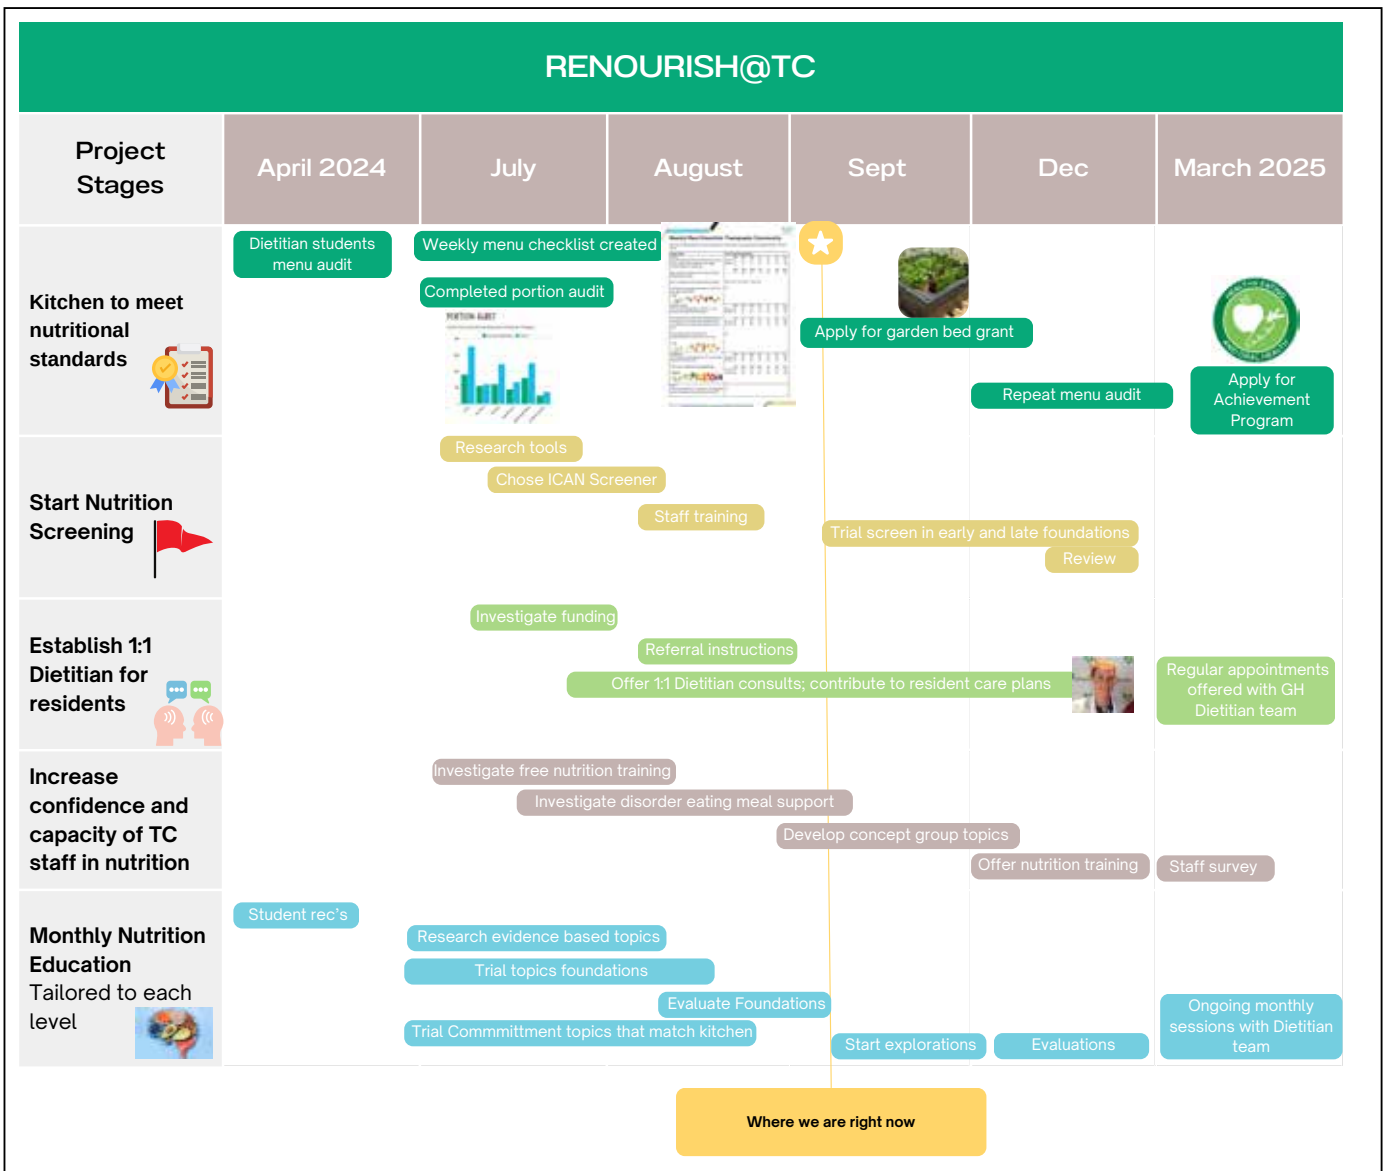 RENOURISH@TC
Project
Stages
April 2024
July
August
Sept
Dec
March 2025
Kitchen to meet
nutritional
standards
Dietitian students
menu audit
Weekly menu checklist created
Completed portion audit
PORTION AUDIT
Apply for garden bed grant
Repeat menu audit
HEALTHY EATING
Apply for
Achievement
Program
Start Nutrition
Screening
Research tools
Chose ICAN Screener
Staff training
Trial screen in early and late foundations
Review
Establish 1:1
Dietitian for
residents
Investigate funding
Referral instructions
Offer 1:1 Dietitian consults; contribute to resident care plans
Regular appointments
offered with GH
Dietitian team
Increase
confidence and
capacity of TC
staff in nutrition
Investigate free nutrition training
Investigate disorder eating meal support
Develop concept group topics
Offer nutrition training
Staff survey
Monthly Nutrition
Education
Tailored to each
level
Student rec's
Research evidence based topics
Trial topics foundations
Evaluate Foundations
Trial Commmittment topics that match kitchen
Start explorations
Evaluations
Ongoing monthly
sessions with Dietitian
team
Where we are right now